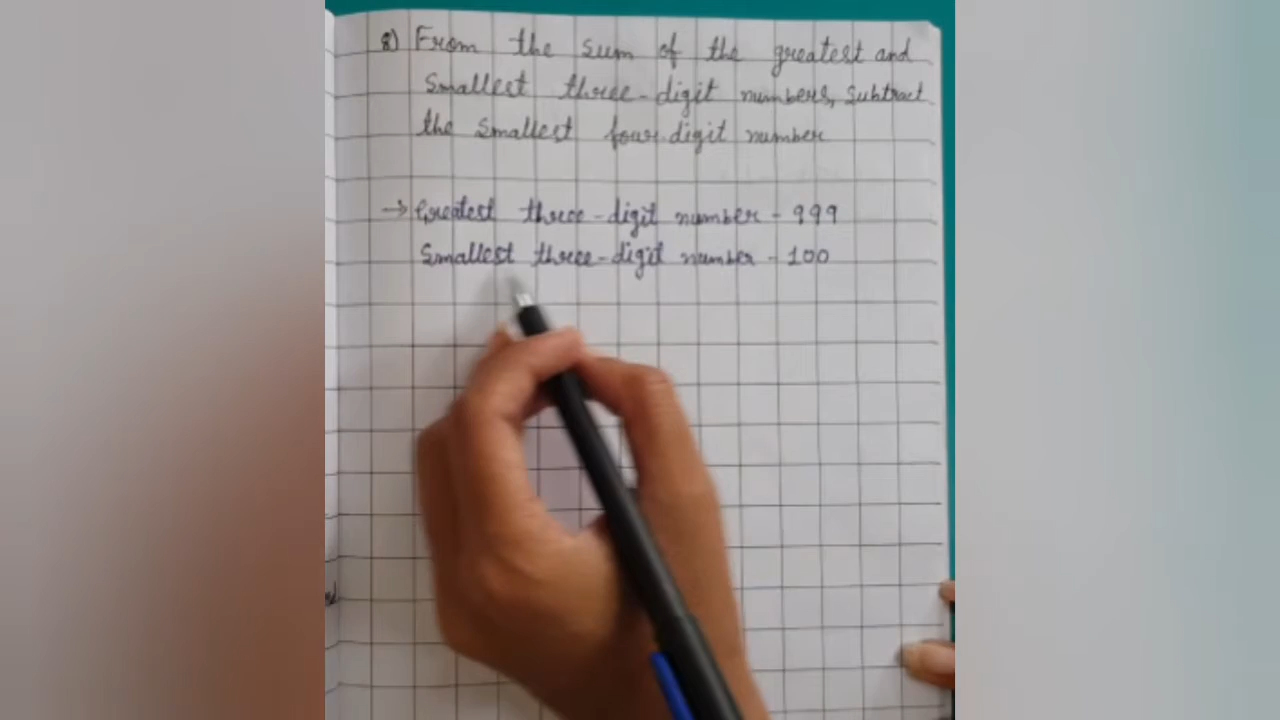 8) From the sum of the greatest and
Smallest three-digit numbers, Subtract
the Smallest four-digit number
→ Greatest three-digit number - 999
Smallest three-digit number - 100